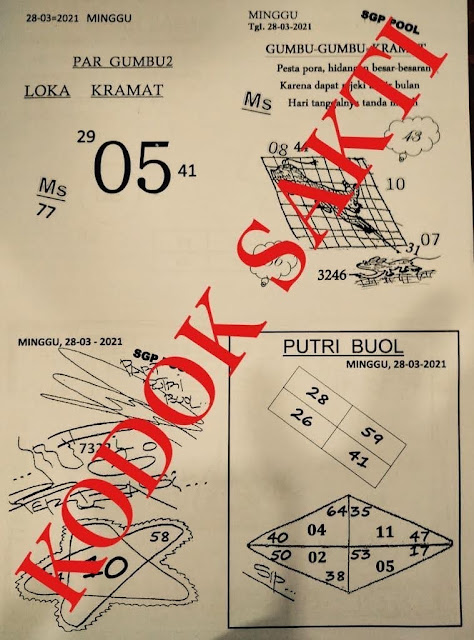 28-03=2021 MINGGU
PAR GUMBU2
LOKA KRAMAT
29
05
41
Ms
77
MINGGU
Tgl. 28-03-2021
SGP POOL
GUMBU-GUMBU KRAMAT
Pesta pora, hidangan besar-besaran
Karena dapat rejeki bulan
Hari tanggalnya tanda
Ms
43
08
10
07
31
3246
MINGGU, 28-03 - 2021
SGP
58
10
PUTRI BUOL
MINGGU, 28-03-2021
28
59
26
41
64 35
04
11
40
47
50
02
53
17
38
05
KODOK SAKTI